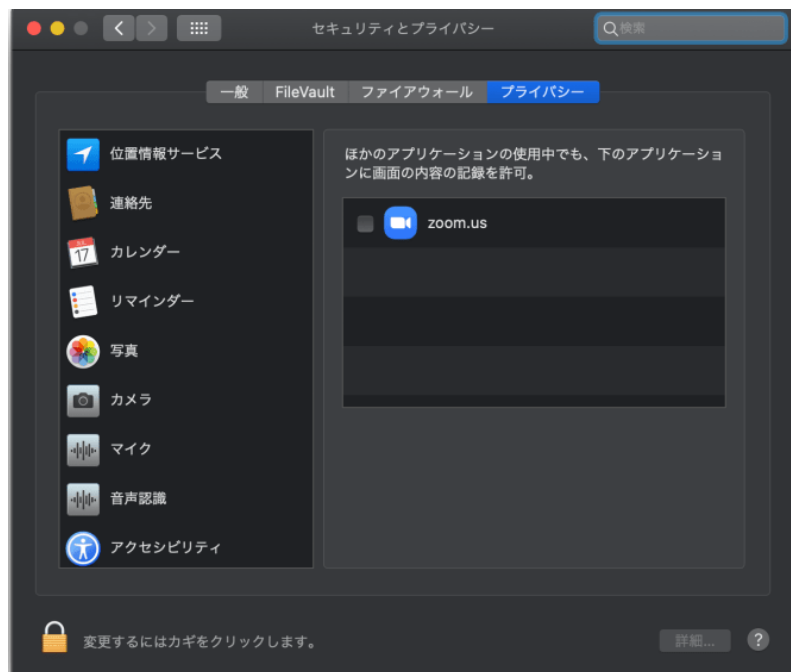 セキュリティとプライバシー
検索
一般
FileVault
ファイアウォール
プライバシー
位置情報サービス
連絡先
17
カレンダー
リマインダー
写真
カメラ
マイク
音声認識
アクセシビリティ
ほかのアプリケーションの使用中でも、下のアプリケーショ
ンに画面の内容の記録を許可。
zoom.us
変更するにはカギをクリックします。
詳細...
?